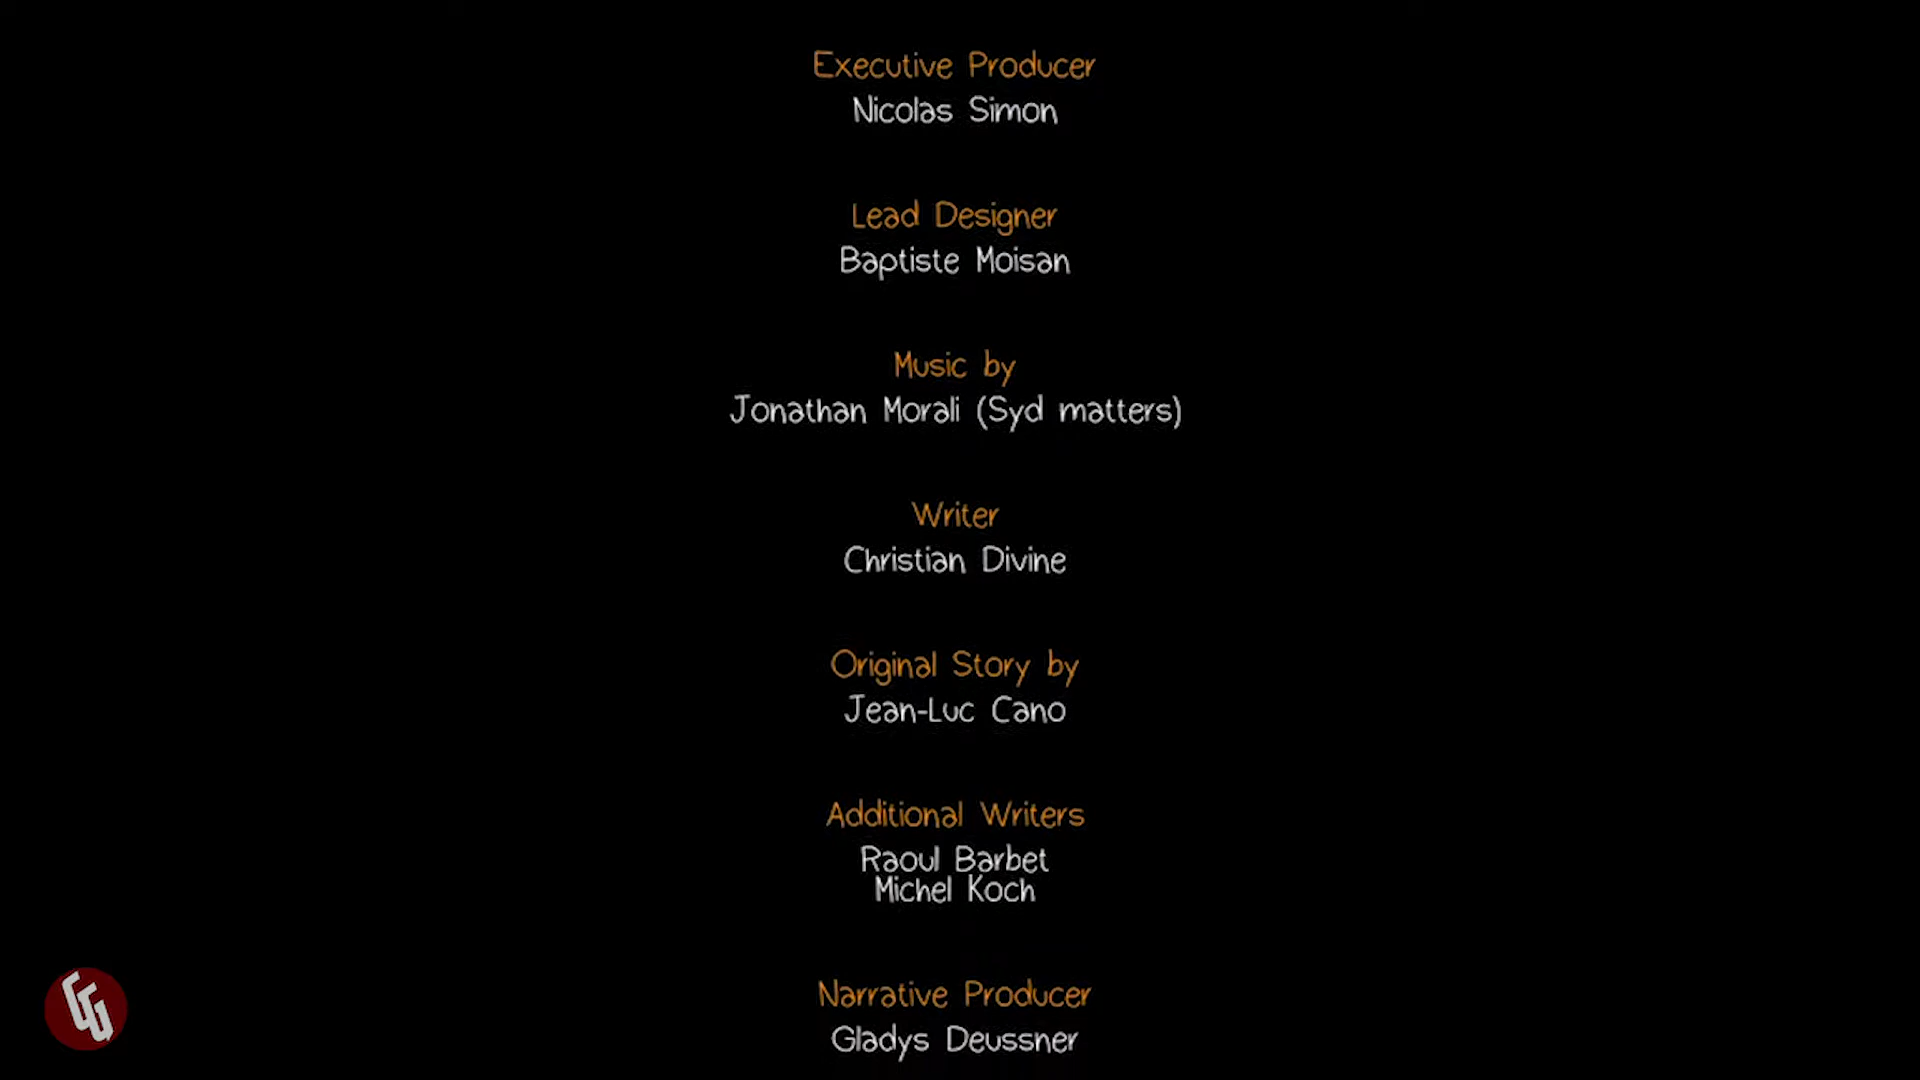 Executive Producer
Nicolas Simon
Lead Designer
Baptiste Moisan
Music by
Jonathan Morali (Syd matters)
Writer
Christian Divine
Original Story by
Jean-Luc Cano
Additional Writers
Raoul Barbet
Michel Koch
Narrative Producer
Gladys Deussner